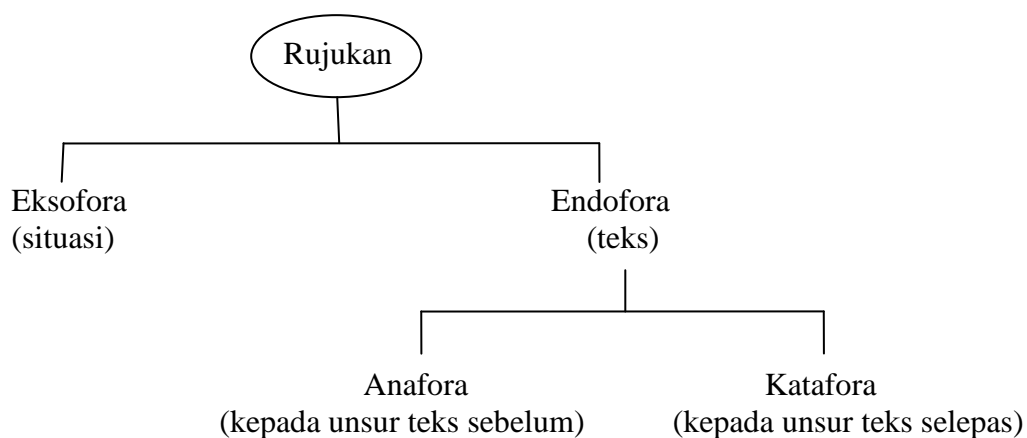 Rujukan
Eksofora
(situasi)
Endofora
(teks)
Anafora
(kepada unsur teks sebelum)
Katafora
(kepada unsur teks selepas)